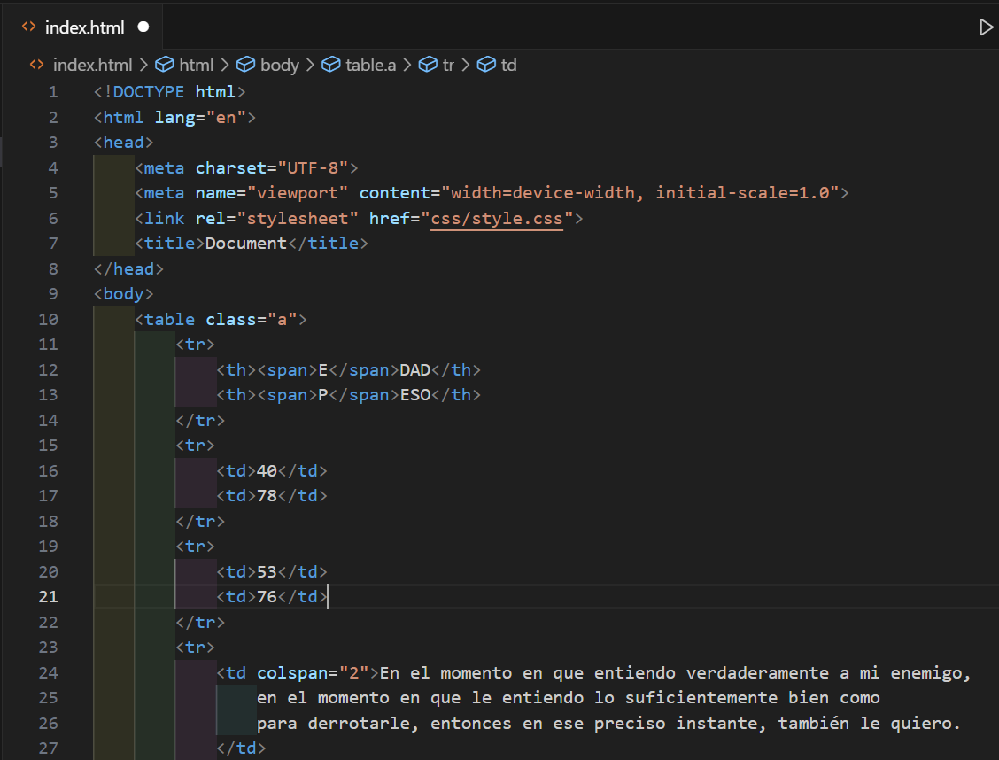 index.html
index.html > html > body > table.a > tr > td
1 <!DOCTYPE html>
2 <html lang="en">
3 <head>
4     <meta charset="UTF-8">
5     <meta name="viewport" content="width=device-width, initial-scale=1.0">
6     <link rel="stylesheet" href="css/style.css">
7     <title>Document</title>
8 </head>
9 <body>
10     <table class="a">
11         <tr>
12             <th><span>E</span>DAD</th>
13             <th><span>P</span>ESO</th>
14         </tr>
15         <tr>
16             <td>40</td>
17             <td>78</td>
18         </tr>
19         <tr>
20             <td>53</td>
21             <td>76</td>
22         </tr>
23         <tr>
24             <td colspan="2">En el momento en que entiendo verdaderamente a mi enemigo,
25                 en el momento en que le entiendo lo suficientemente bien como
26                 para derrotarle, entonces en ese preciso instante, también le quiero.
27             </td>